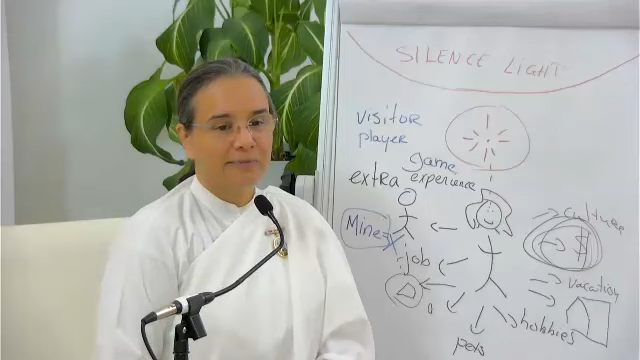 SILENCE LIGHT
visitor
player
game
extra experience
Mine
job
culture
$
vacation
hobbies
pets